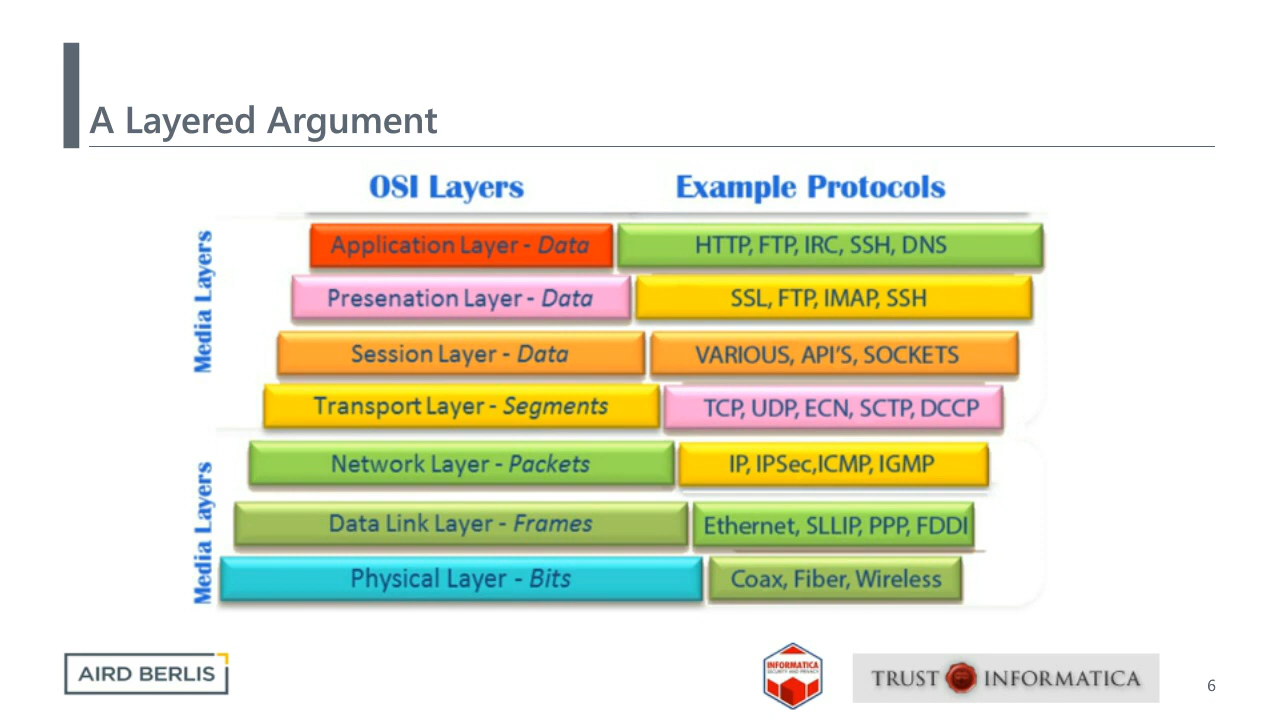 A Layered Argument
OSI Layers
Example Protocols
Media Layers
Application Layer - Data
HTTP, FTP, IRC, SSH, DNS
Presenation Layer - Data
SSL, FTP, IMAP, SSH
Session Layer - Data
VARIOUS, API'S, SOCKETS
Transport Layer - Segments
TCP, UDP, ECN, SCTP, DCCP
Media Layers
Network Layer - Packets
IP, IPSec,ICMP, IGMP
Data Link Layer - Frames
Ethernet, SLLIP, PPP, FDDI
Physical Layer - Bits
Coax, Fiber, Wireless
AIRD BERLIS
INFORMATICA
SECURITY AND PRIVACY
TRUST INFORMATICA
6